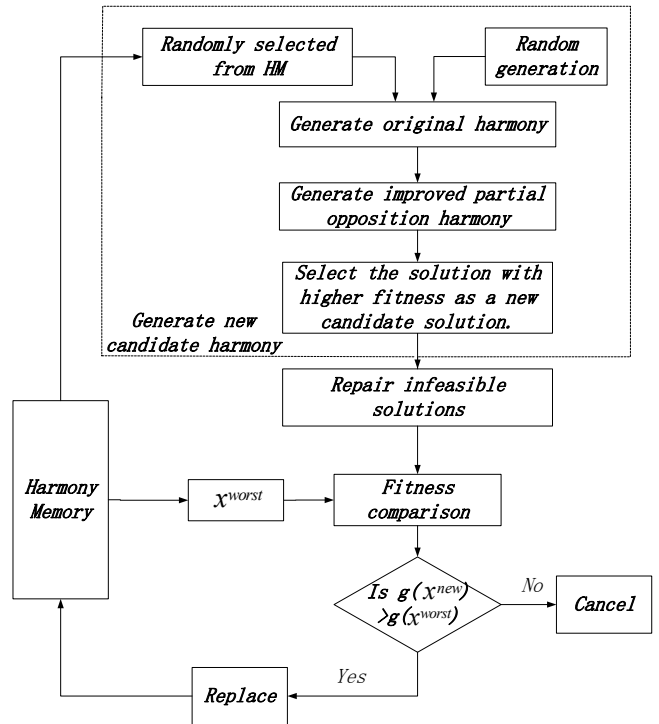 Randomly selected
from HM
Random
generation
Generate original harmony
Generate improved partial
opposition harmony
Select the solution with
higher fitness as a new
candidate solution.
Generate new
candidate harmony
Repair infeasible
solutions
Harmony
Memory
x^worst
Fitness
comparison
Is g(x^new)
>g(x^worst)
No
Cancel
Yes
Replace